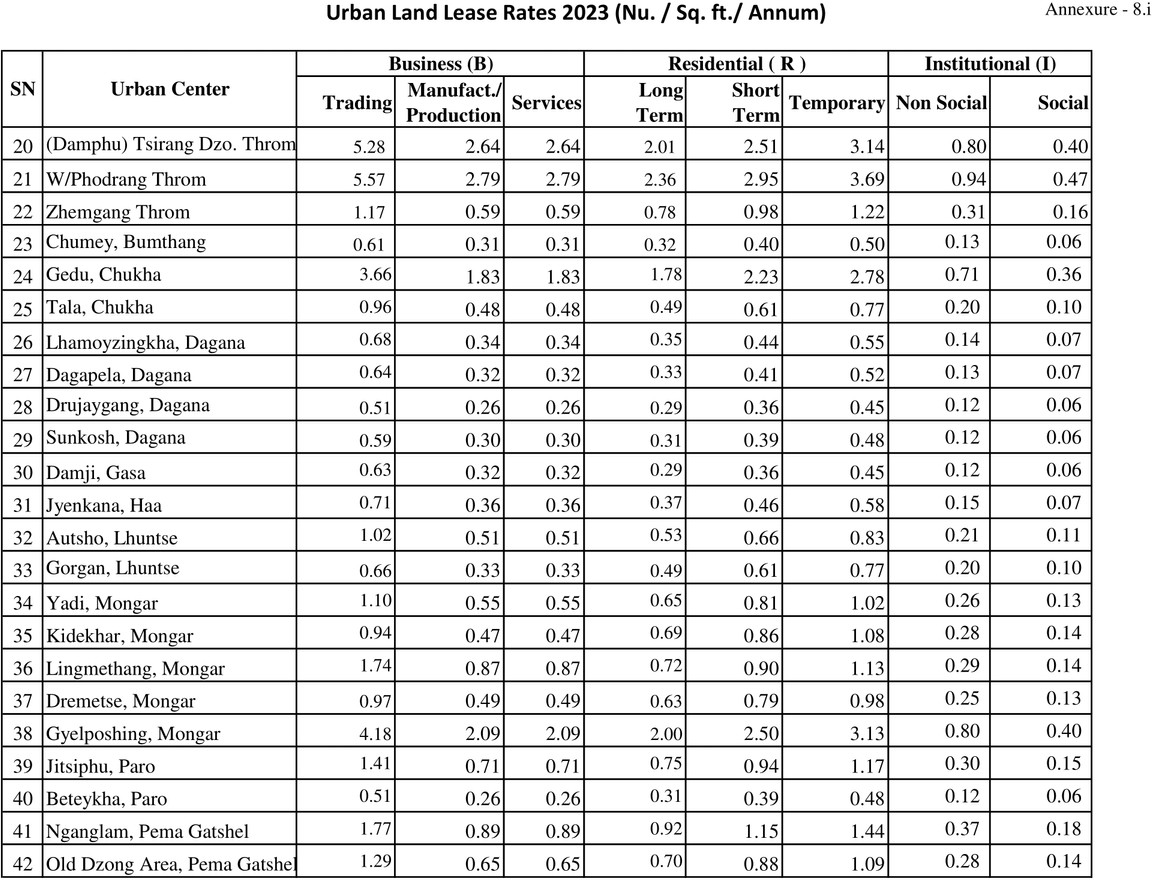 Urban Land Lease Rates 2023 (Nu. / Sq. ft./ Annum)
Annexure - 8.i
SN Urban Center Business (B) Residential ( R ) Institutional (I)
Trading Manufact./ Production Services Long Term Short Term Temporary Non Social Social
20 (Damphu) Tsirang Dzo. Throm 5.28 2.64 2.64 2.01 2.51 3.14 0.80 0.40
21 W/Phodrang Throm 5.57 2.79 2.79 2.36 2.95 3.69 0.94 0.47
22 Zhemgang Throm 1.17 0.59 0.59 0.78 0.98 1.22 0.31 0.16
23 Chumey, Bumthang 0.61 0.31 0.31 0.32 0.40 0.50 0.13 0.06
24 Gedu, Chukha 3.66 1.83 1.83 1.78 2.23 2.78 0.71 0.36
25 Tala, Chukha 0.96 0.48 0.48 0.49 0.61 0.77 0.20 0.10
26 Lhamoyzingkha, Dagana 0.68 0.34 0.34 0.35 0.44 0.55 0.14 0.07
27 Dagapela, Dagana 0.64 0.32 0.32 0.33 0.41 0.52 0.13 0.07
28 Drujaygang, Dagana 0.51 0.26 0.26 0.29 0.36 0.45 0.12 0.06
29 Sunkosh, Dagana 0.59 0.30 0.30 0.31 0.39 0.48 0.12 0.06
30 Damji, Gasa 0.63 0.32 0.32 0.29 0.36 0.45 0.12 0.06
31 Jyenkana, Haa 0.71 0.36 0.36 0.37 0.46 0.58 0.15 0.07
32 Autsho, Lhuntse 1.02 0.51 0.51 0.53 0.66 0.83 0.21 0.11
33 Gorgan, Lhuntse 0.66 0.33 0.33 0.49 0.61 0.77 0.20 0.10
34 Yadi, Mongar 1.10 0.55 0.55 0.65 0.81 1.02 0.26 0.13
35 Kidekhar, Mongar 0.94 0.47 0.47 0.69 0.86 1.08 0.28 0.14
36 Lingmethang, Mongar 1.74 0.87 0.87 0.72 0.90 1.13 0.29 0.14
37 Dremetse, Mongar 0.97 0.49 0.49 0.63 0.79 0.98 0.25 0.13
38 Gyelposhing, Mongar 4.18 2.09 2.09 2.00 2.50 3.13 0.80 0.40
39 Jitsiphu, Paro 1.41 0.71 0.71 0.75 0.94 1.17 0.30 0.15
40 Beteykha, Paro 0.51 0.26 0.26 0.31 0.39 0.48 0.12 0.06
41 Nganglam, Pema Gatshel 1.77 0.89 0.89 0.92 1.15 1.44 0.37 0.18
42 Old Dzong Area, Pema Gatshel 1.29 0.65 0.65 0.70 0.88 1.09 0.28 0.14